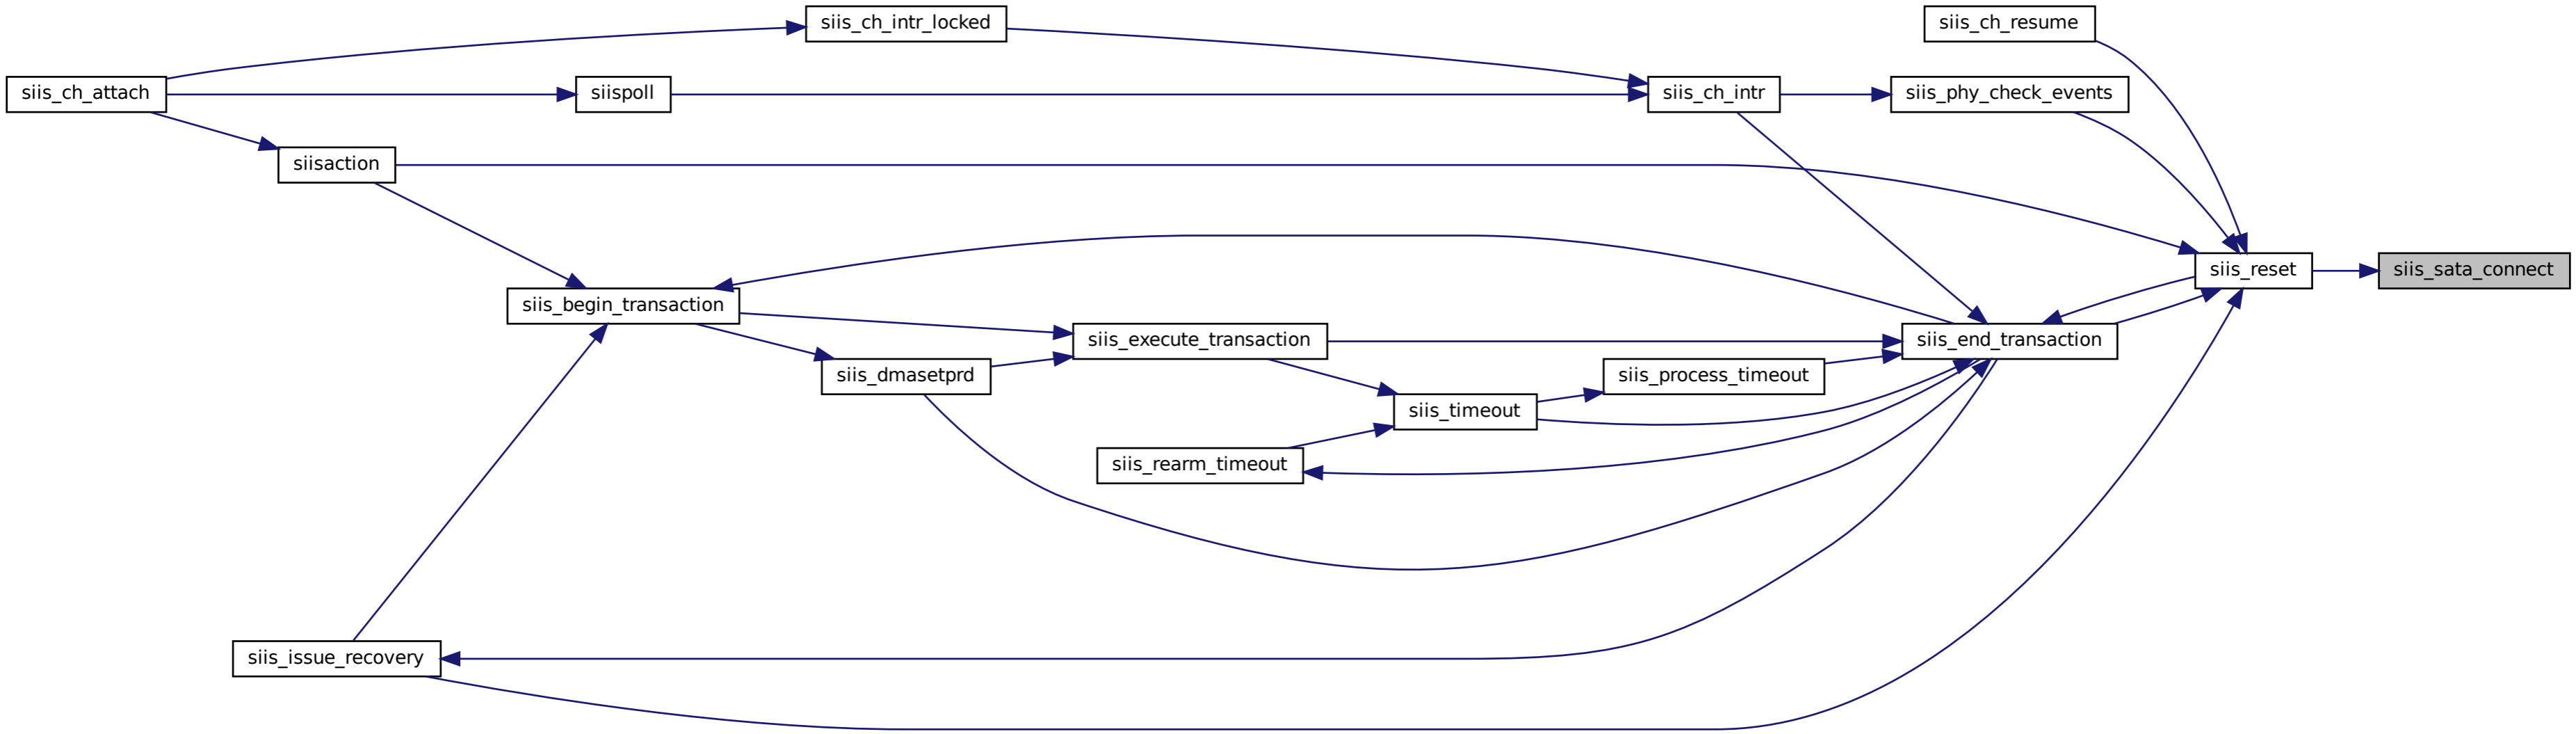 siis_ch_intr_locked
siis_ch_resume
siis_ch_attach
siispoll
siis_ch_intr
siis_phy_check_events
siisaction
siis_reset
siis_sata_connect
siis_begin_transaction
siis_execute_transaction
siis_end_transaction
siis_dmasetprd
siis_process_timeout
siis_timeout
siis_rearm_timeout
siis_issue_recovery